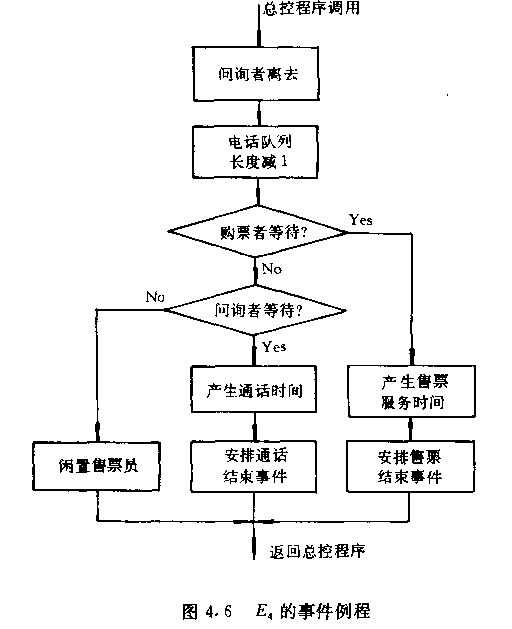 总控程序调用
问询者离去
电话队列
长度减1
购票者等待?
Yes
No
No
问询者等待?
Yes
产生通话时间
产生售票
服务时间
闲置售票员
安排通话
结束事件
安排售票
结束事件
返回总控程序
图 4.6 E₄ 的事件例程